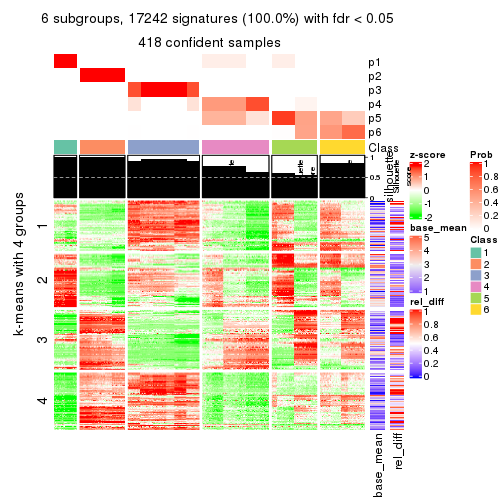 6 subgroups, 17242 signatures (100.0%) with fdr < 0.05
418 confident samples
p1
p2
p3
p4
p5
p6
Class
1
0.5
0
silhouette
Silhouette
score
k-means with 4 groups
1
2
3
4
base_mean
rel_diff
z-score
2
1
0
-1
-2
base_mean
5
4
3
2
1
rel_diff
1
0.8
0.6
0.4
0.2
0
Prob
1
0.8
0.6
0.4
0.2
0
Class
1
2
3
4
5
6